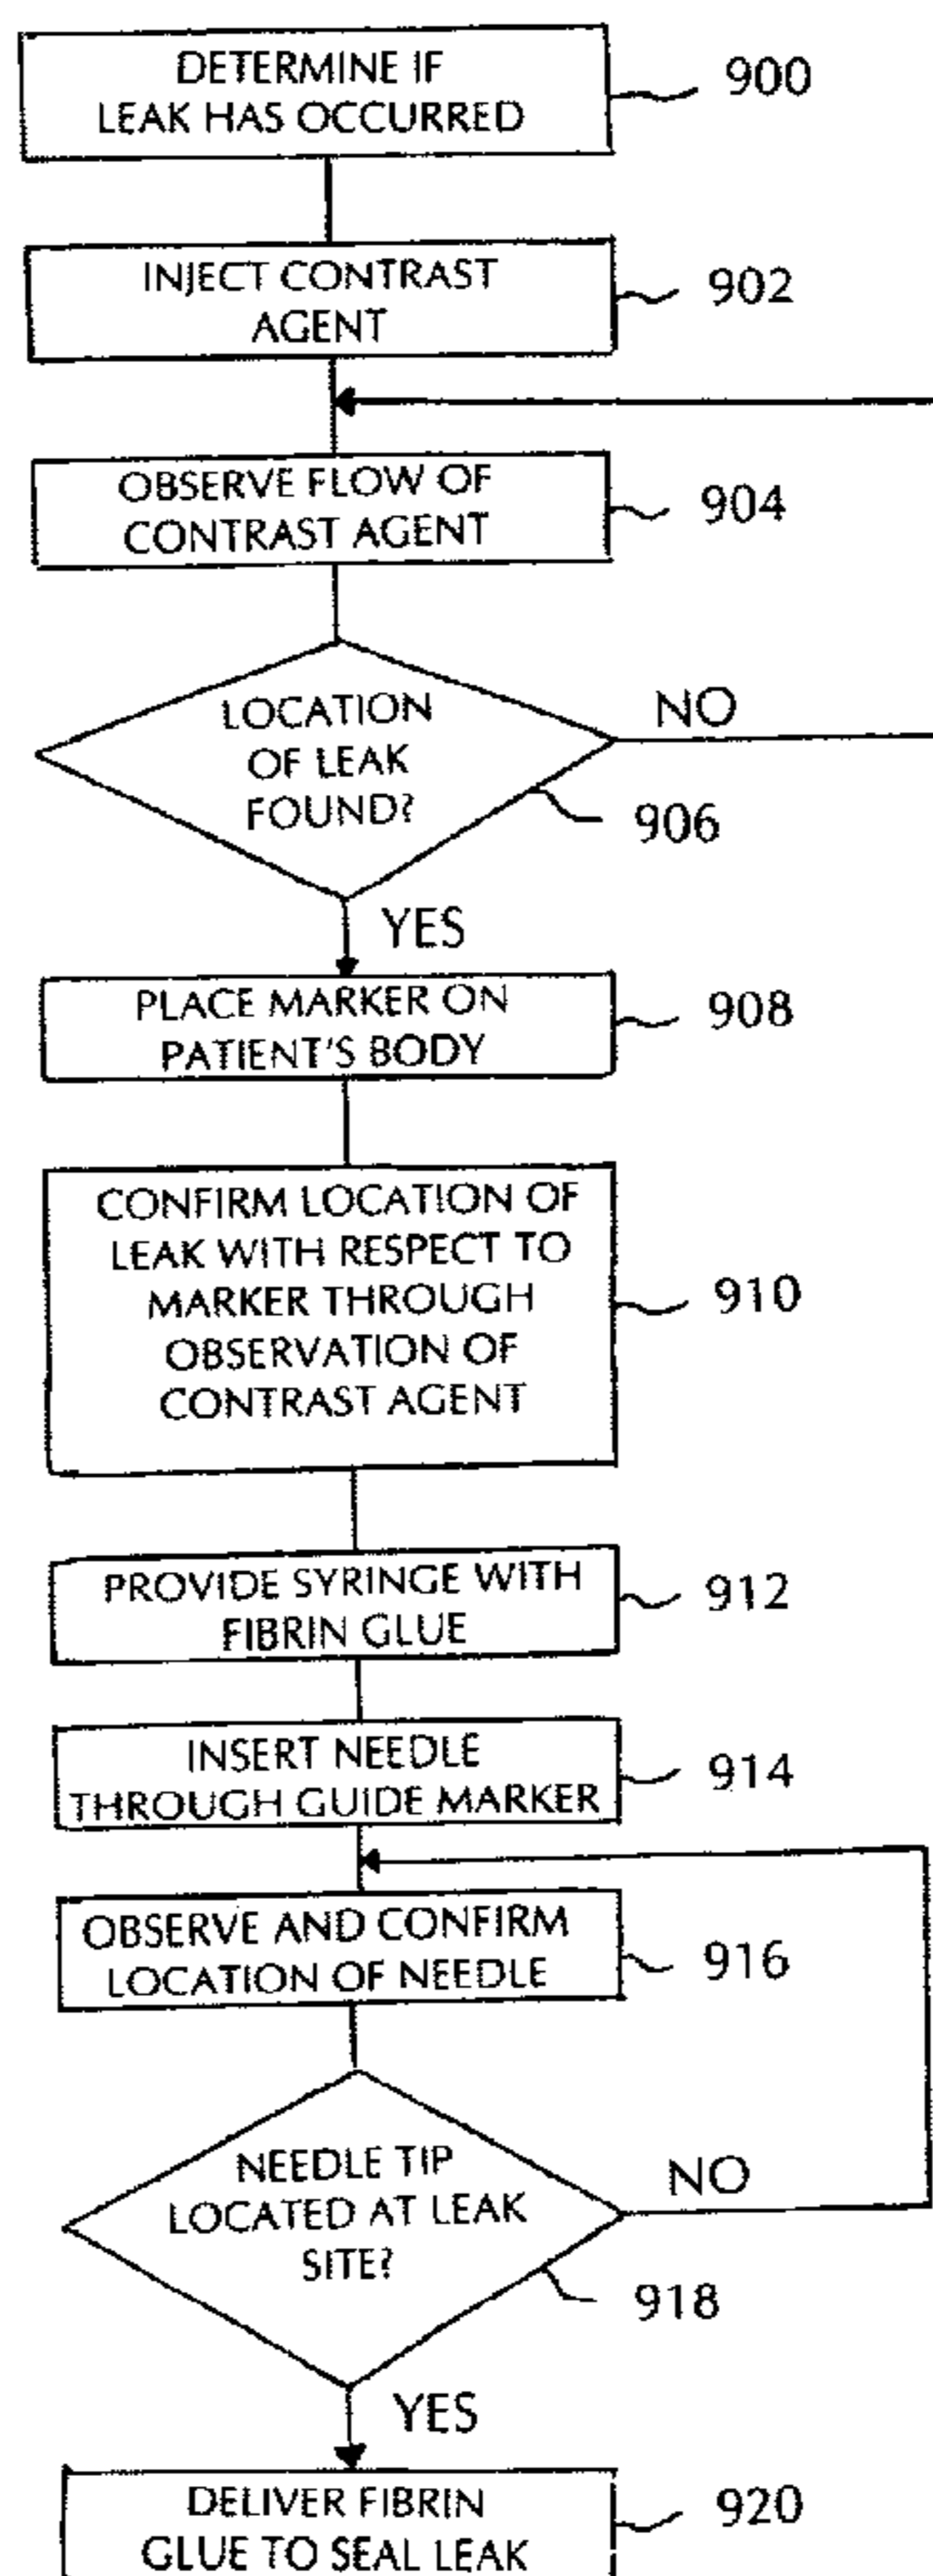 DETERMINE IF
LEAK HAS OCCURRED
900
INJECT CONTRAST
AGENT
902
OBSERVE FLOW OF
CONTRAST AGENT
904
LOCATION
OF LEAK
FOUND?
NO
906
YES
PLACE MARKER ON
PATIENT'S BODY
908
CONFIRM LOCATION OF
LEAK WITH RESPECT TO
MARKER THROUGH
OBSERVATION OF
CONTRAST AGENT
910
PROVIDE SYRINGE WITH
FIBRIN GLUE
912
INSERT NEEDLE
THROUGH GUIDE MARKER
914
OBSERVE AND CONFIRM
LOCATION OF NEEDLE
916
NEEDLE TIP
LOCATED AT LEAK
SITE?
NO
918
YES
DELIVER FIBRIN
GLUE TO SEAL LEAK
920